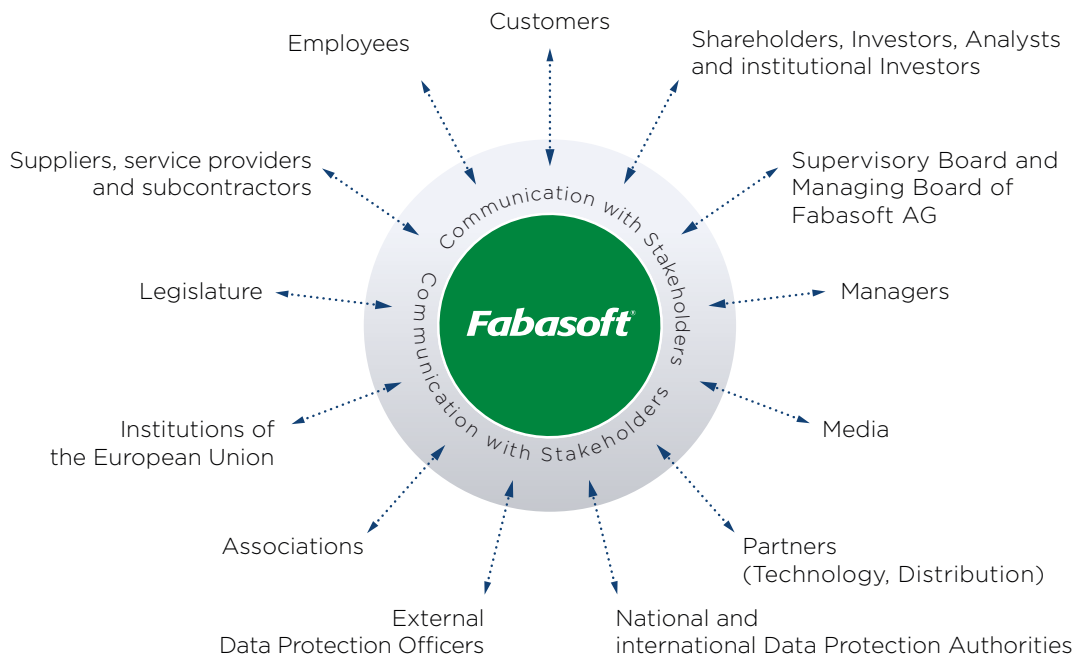 Customers
Employees
Shareholders, Investors, Analysts
and institutional Investors
Suppliers, service providers
and subcontractors
Supervisory Board and
Managing Board of
Fabasoft AG
Communication with Stakeholders
Communication with Stakeholders
Legislature
Managers
Fabasoft®
Institutions of
the European Union
Media
Associations
Partners
(Technology, Distribution)
External
Data Protection Officers
National and
international Data Protection Authorities